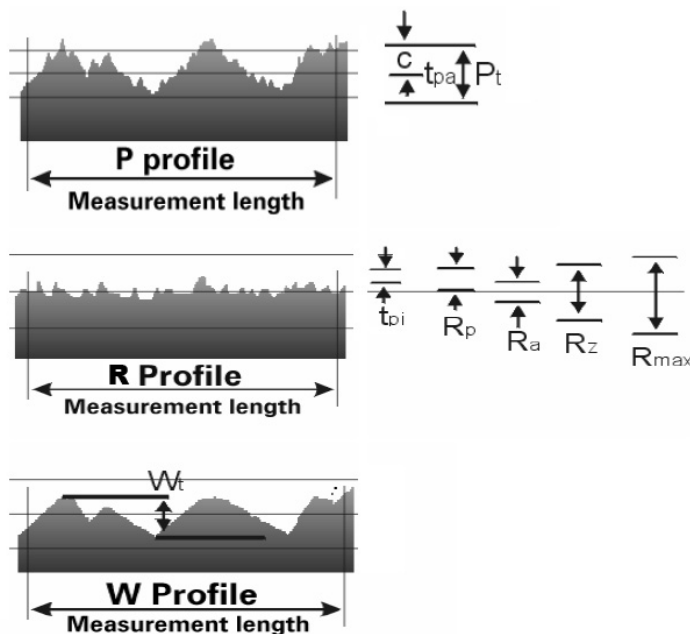 C
tpa
Pt
P profile
Measurement length
tpi
Rp
Ra
Rz
Rmax
R Profile
Measurement length
Wt
W Profile
Measurement length